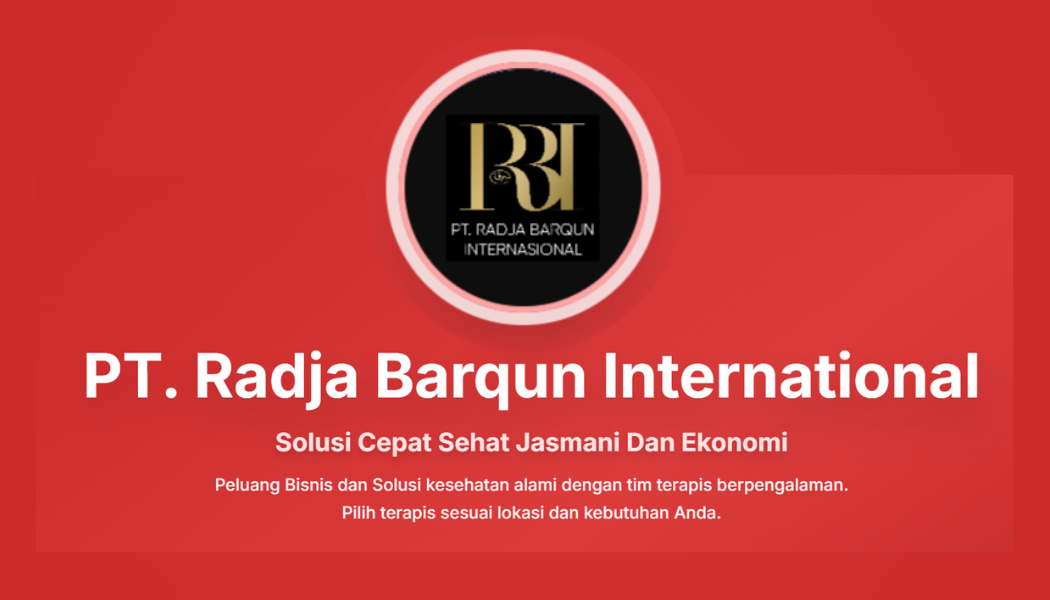 RBI
PT. RADJA BARQUN
INTERNASIONAL
PT. Radja Barqun International
Solusi Cepat Sehat Jasmani Dan Ekonomi
Peluang Bisnis dan Solusi kesehatan alami dengan tim terapis berpengalaman.
Pilih terapis sesuai lokasi dan kebutuhan Anda.